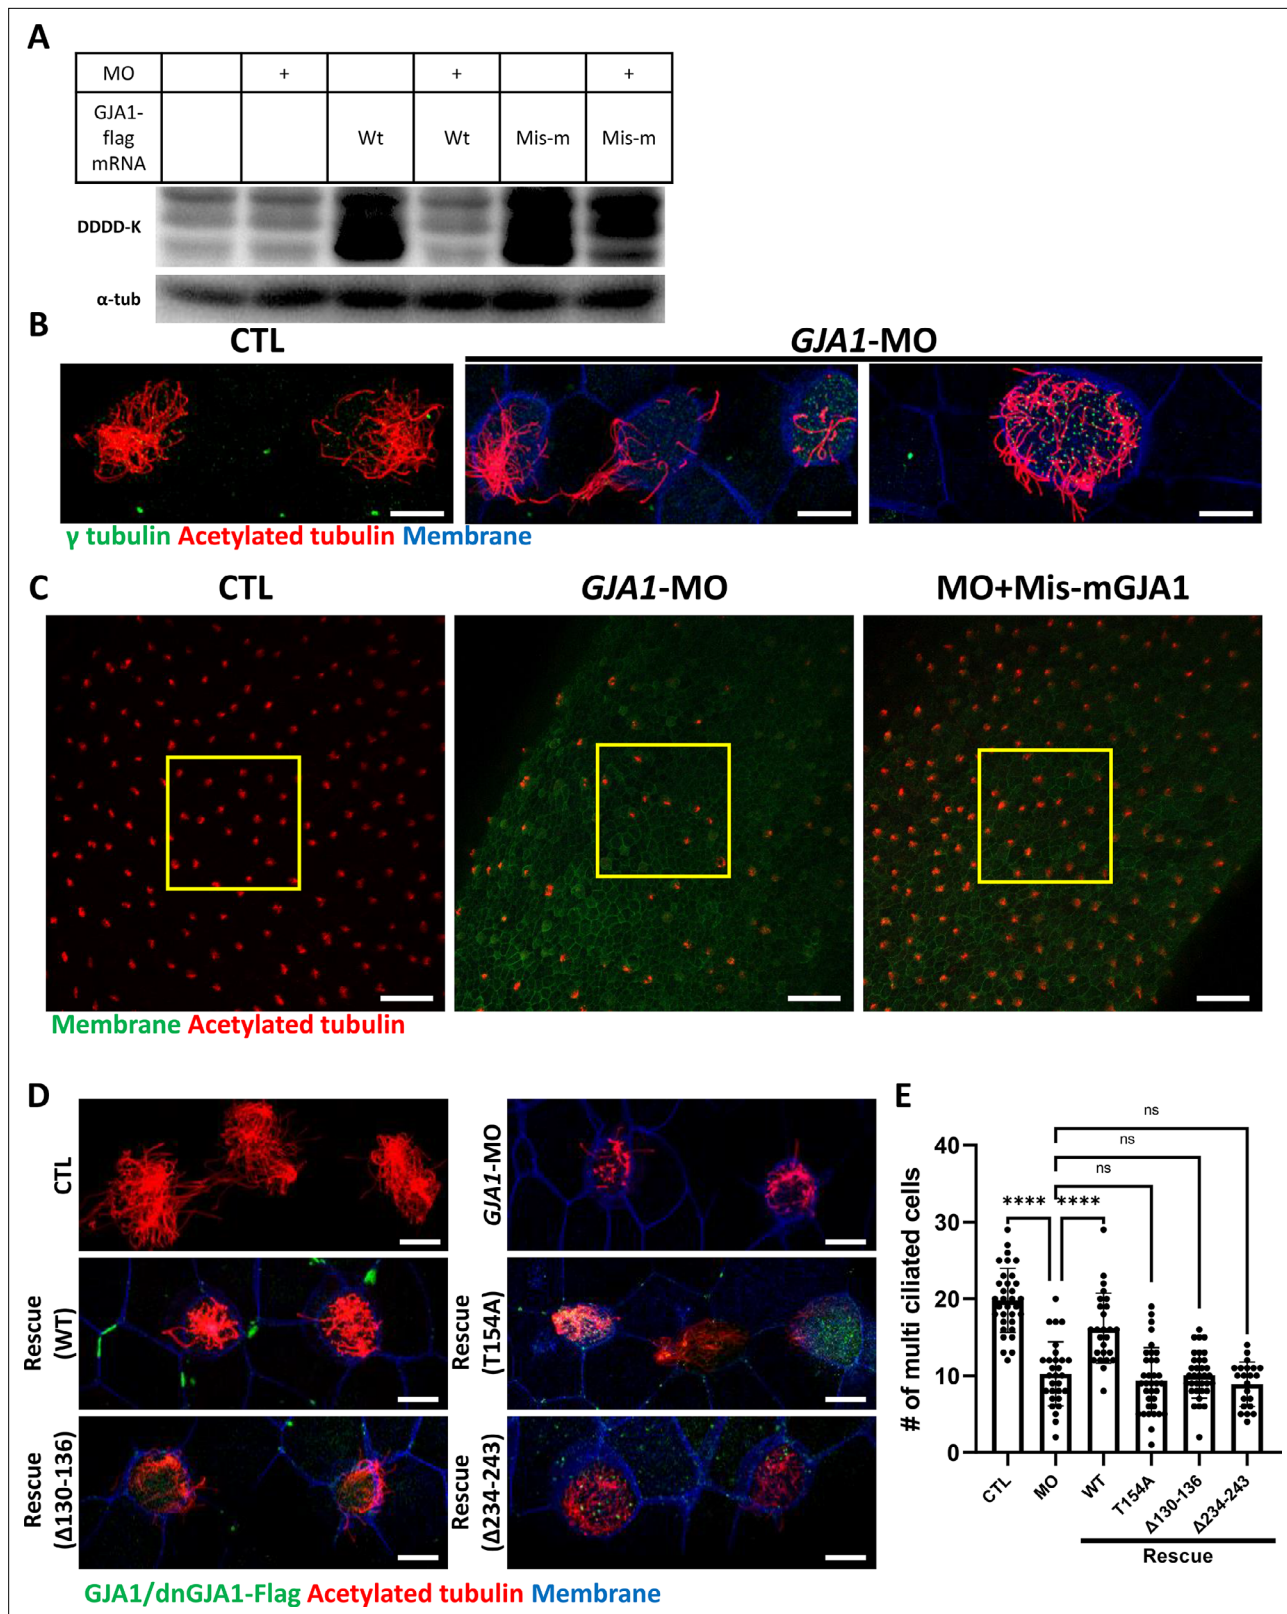 A
MO + + +
GJA1-
flag
mRNA
Wt Wt Mis-m Mis-m
DDDD-K
α-tub
B
CTL GJA1-MO
γ tubulin Acetylated tubulin Membrane
C
CTL GJA1-MO MO+Mis-mGJA1
Membrane Acetylated tubulin
D
CTL
GJA1-MO
Rescue
(WT)
Rescue
(T154A)
Rescue
(Δ130-136)
Rescue
(Δ234-243)
GJA1/dnGJA1-Flag Acetylated tubulin Membrane
E
ns
ns
ns
**** ****
# of multi ciliated cells
40
30
20
10
0
CTL MO WT T154A Δ130-136 Δ234-243
Rescue